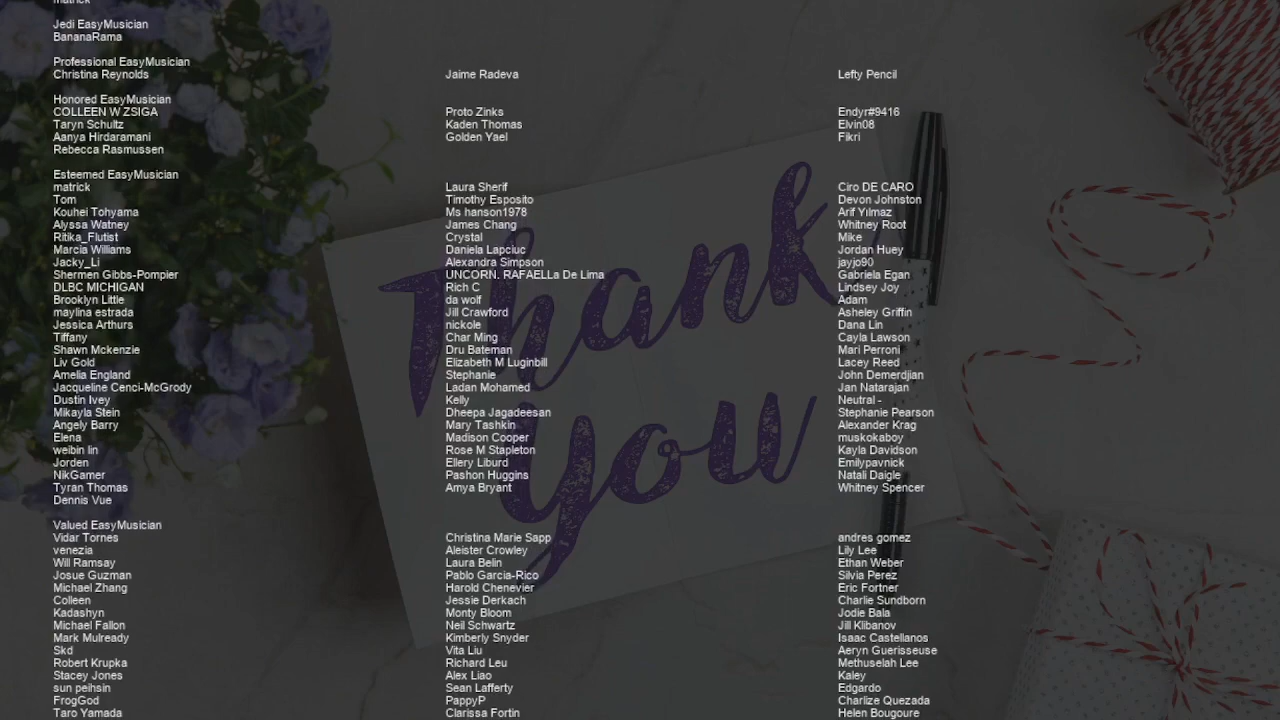 matrick
Jedi EasyMusician
BananaRama
Professional EasyMusician
Christina Reynolds
Jaime Radeva
Lefty Pencil
Honored EasyMusician
COLLEEN W ZSIGA
Proto Zinks
Endyr#9416
Taryn Schultz
Kaden Thomas
Elvin08
Aanya Hirdaramani
Golden Yael
Fikri
Rebecca Rasmussen
Esteemed EasyMusician
matrick
Laura Sherif
Ciro DE CARO
Tom
Timothy Esposito
Devon Johnston
Kouhei Tohyama
Ms hanson1978
Arif Yılmaz
Alyssa Watney
James Chang
Whitney Root
Ritika_Flutist
Crystal
Mike
Marcia Williams
Daniela Lapciuc
Jordan Huey
Jacky_Li
Alexandra Simpson
jayjo90
Shermen Gibbs-Pompier
UNCORN. RAFAELLa De Lima
Gabriela Egan
DLBC MICHIGAN
Rich C
Lindsey Joy
Brooklyn Little
da wolf
Adam
maylina estrada
Jill Crawford
Asheley Griffin
Jessica Arthurs
nickole
Dana Lin
Tiffany
Char Ming
Cayla Lawson
Shawn Mckenzie
Dru Bateman
Mari Perroni
Liv Gold
Elizabeth M Luginbill
Lacey Reed
Amelia England
Stephanie
John Demerdjian
Jacqueline Cenci-McGrody
Ladan Mohamed
Jan Natarajan
Dustin Ivey
Kelly
Neutral -
Mikayla Stein
Dheepa Jagadeesan
Stephanie Pearson
Angely Barry
Mary Tashkin
Alexander Krag
Elena
Madison Cooper
muskokaboy
weibin lin
Rose M Stapleton
Kayla Davidson
Jorden
Ellery Liburd
Emilypavnick
NikGamer
Pashon Huggins
Natali Daigle
Tyran Thomas
Amya Bryant
Whitney Spencer
Dennis Vue
Valued EasyMusician
Vidar Tornes
Christina Marie Sapp
andres gomez
venezia
Aleister Crowley
Lily Lee
Will Ramsay
Laura Belin
Ethan Weber
Josue Guzman
Pablo Garcia-Rico
Silvia Perez
Michael Zhang
Harold Chenevier
Eric Fortner
Colleen
Jessie Derkach
Charlie Sundborn
Kadashyn
Monty Bloom
Jodie Bala
Michael Fallon
Neil Schwartz
Jill Klibanov
Mark Mulready
Kimberly Snyder
Isaac Castellanos
Skd
Vita Liu
Aeryn Guerisseuse
Robert Krupka
Richard Leu
Methuselah Lee
Stacey Jones
Alex Liao
Kaley
sun peihsin
Sean Lafferty
Edgardo
FrogGod
PappyP
Charlize Quezada
Taro Yamada
Clarissa Fortin
Helen Bougoure
Thank
you